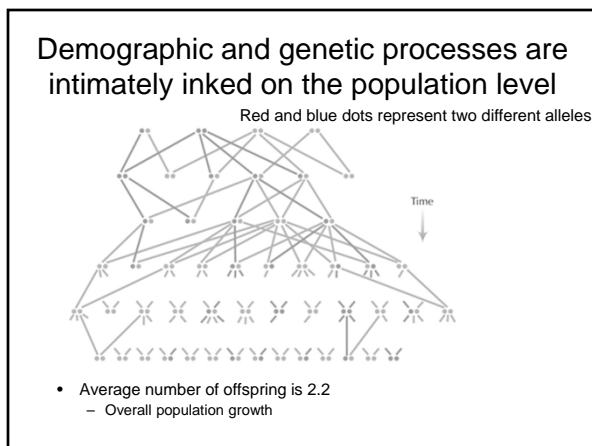 Demographic and genetic processes are
intimately inked on the population level
Red and blue dots represent two different alleles
Time
• Average number of offspring is 2.2
– Overall population growth